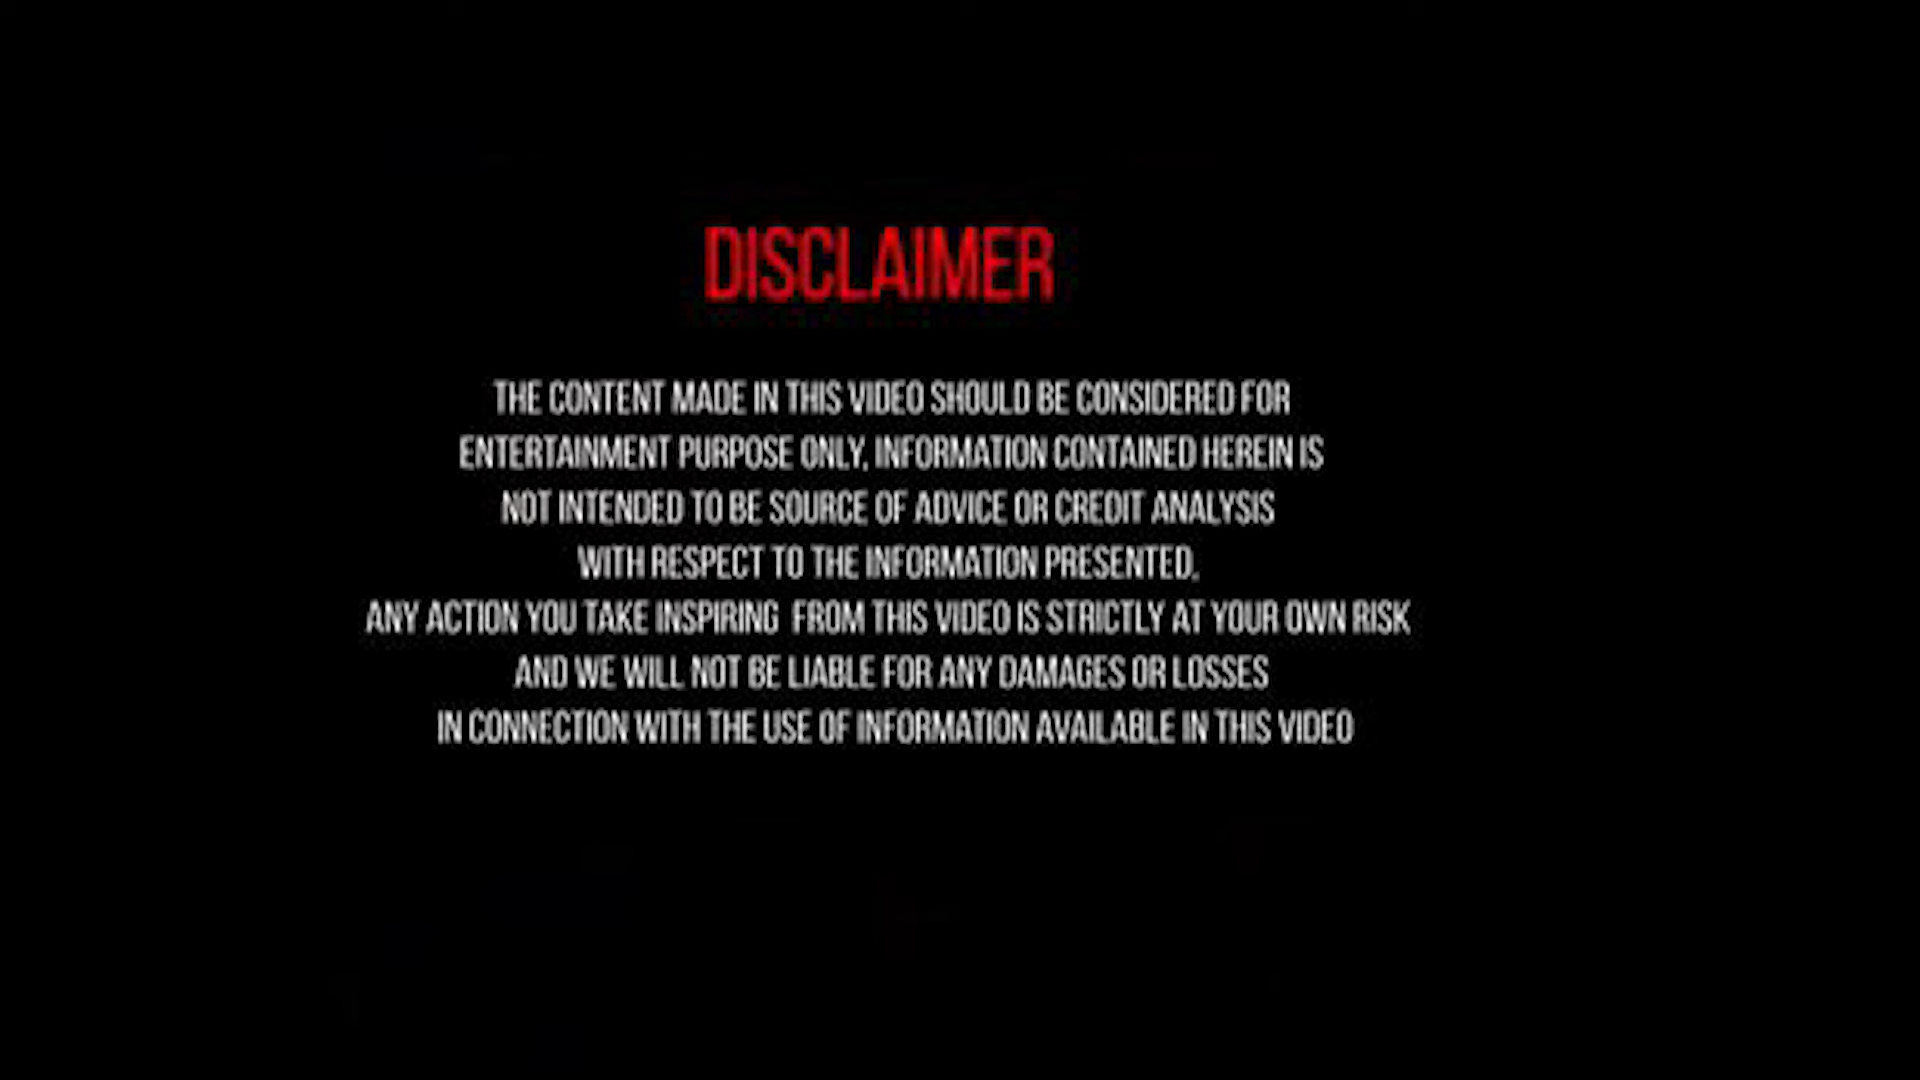 DISCLAIMER
THE CONTENT MADE IN THIS VIDEO SHOULD BE CONSIDERED FOR
ENTERTAINMENT PURPOSE ONLY, INFORMATION CONTAINED HEREIN IS
NOT INTENDED TO BE SOURCE OF ADVICE OR CREDIT ANALYSIS
WITH RESPECT TO THE INFORMATION PRESENTED,
ANY ACTION YOU TAKE INSPIRING FROM THIS VIDEO IS STRICTLY AT YOUR OWN RISK
AND WE WILL NOT BE LIABLE FOR ANY DAMAGES OR LOSSES
IN CONNECTION WITH THE USE OF INFORMATION AVAILABLE IN THIS VIDEO